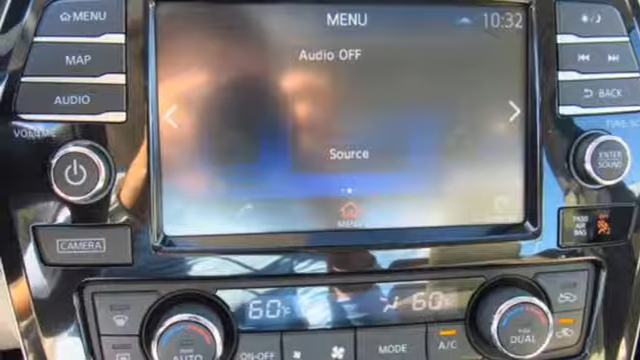 MENU
MENU
10:32
MAP
Audio OFF
AUDIO
BACK
VOLUME
Source
ENTER
SOUND
MENU
CAMERA
PASS
AIR
BAG
60°F
60°F
AUTO
ON·OFF
MODE
A/C
DUAL